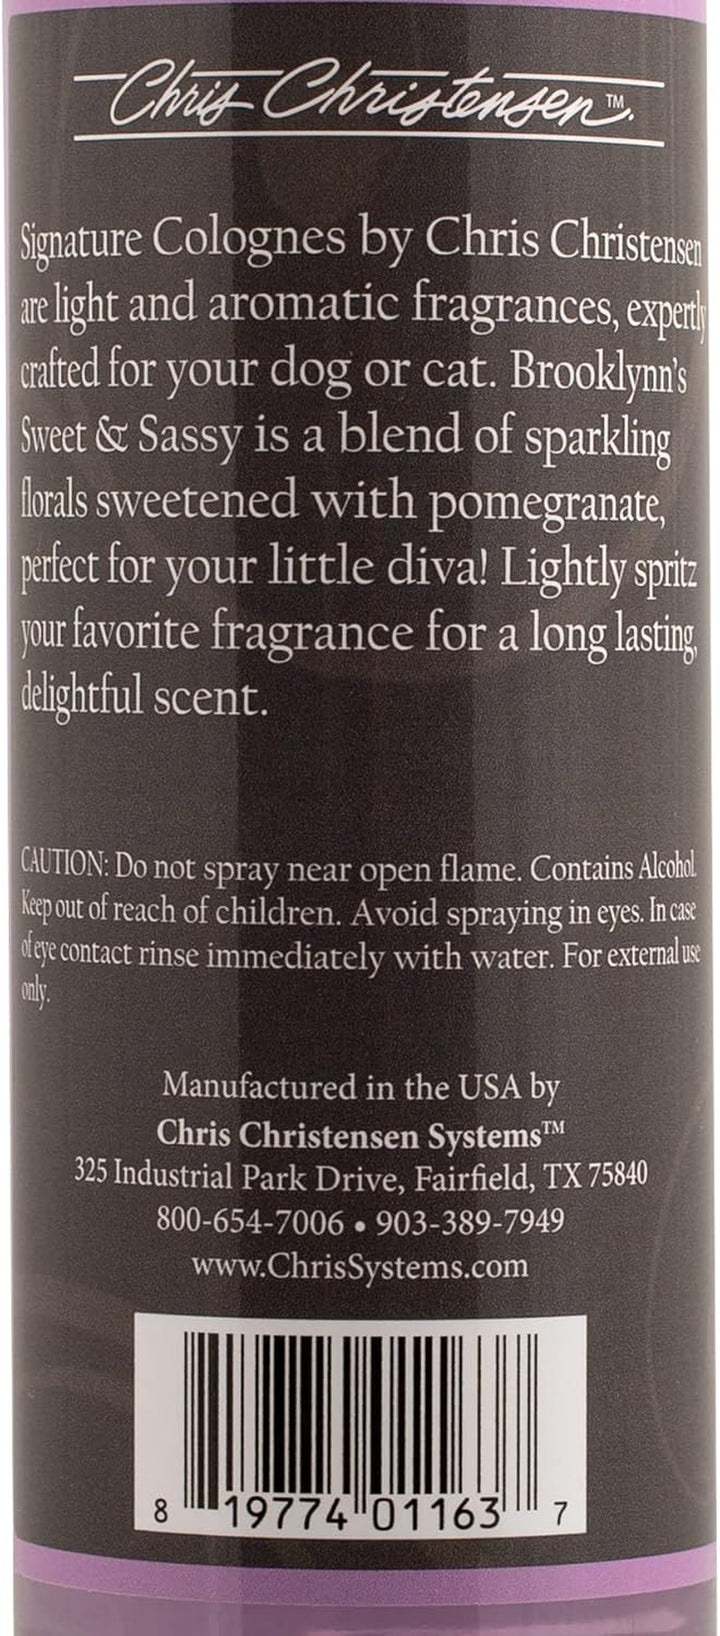 Chris Christensen™.
Signature Colognes by Chris Christensen
are light and aromatic fragrances, expertly
crafted for your dog or cat. Brooklynn's
Sweet & Sassy is a blend of sparkling
florals sweetened with pomegranate,
perfect for your little diva! Lightly spritz
your favorite fragrance for a long lasting,
delightful scent.
CAUTION: Do not spray near open flame. Contains Alcohol.
Keep out of reach of children. Avoid spraying in eyes. In case
of eye contact rinse immediately with water. For external use
only.
Manufactured in the USA by
Chris Christensen Systems™
325 Industrial Park Drive, Fairfield, TX 75840
800-654-7006 • 903-389-7949
www.ChrisSystems.com
8 19774 01163 7